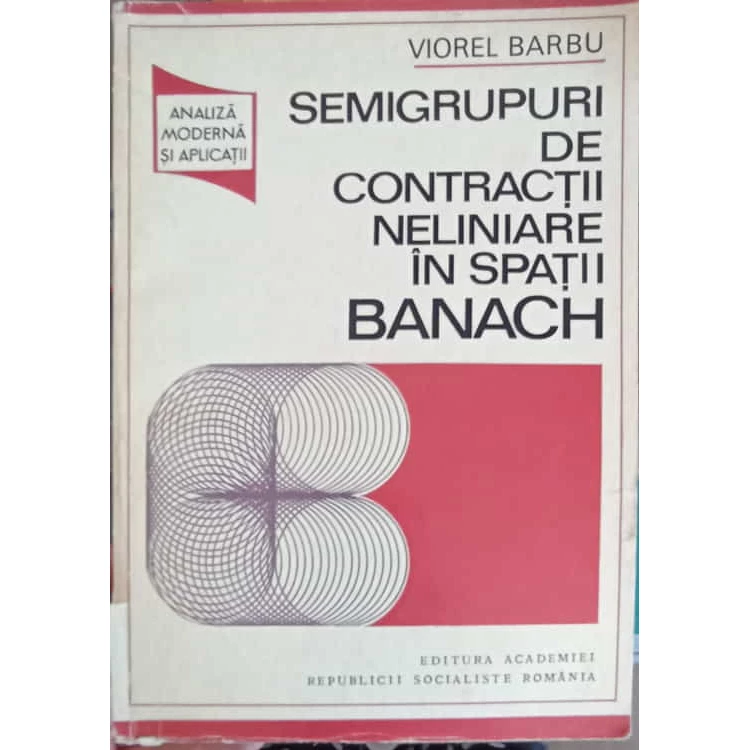 VIOREL BARBU
ANALIZĂ
MODERNĂ
ȘI APLICAȚII
SEMIGRUPURI
DE
CONTRACȚII
NELINIARE
ÎN SPAȚII
BANACH
EDITURA ACADEMIEI
REPUBLICII SOCIALISTE ROMÂNIA